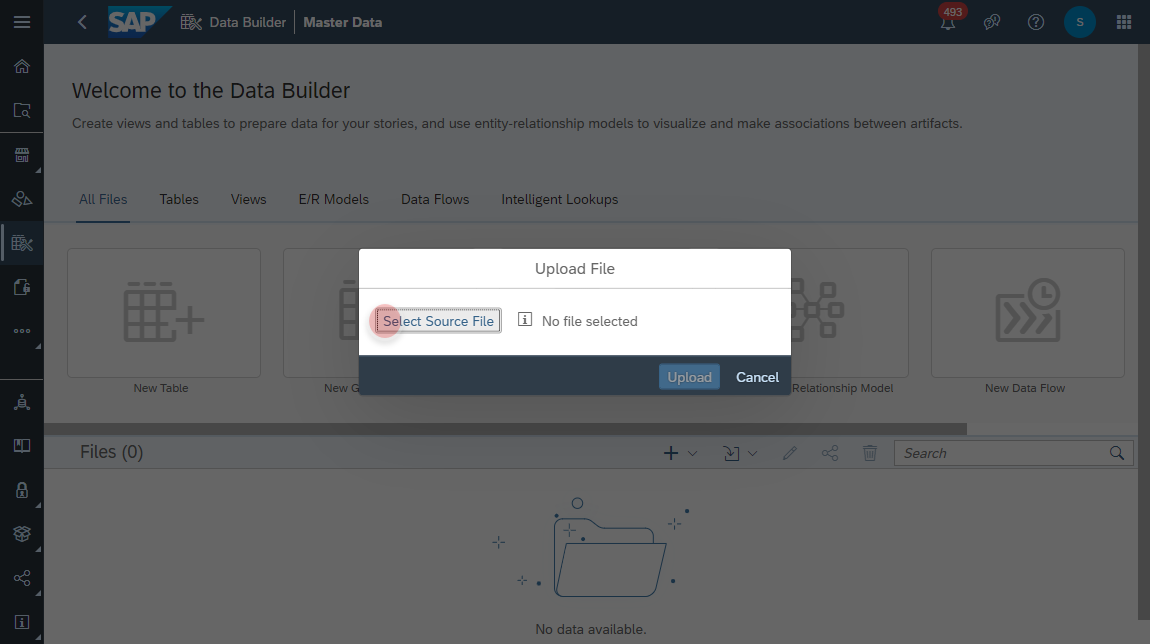 SAP
Data Builder
Master Data
493
S
Welcome to the Data Builder
Create views and tables to prepare data for your stories, and use entity-relationship models to visualize and make associations between artifacts.
All Files
Tables
Views
E/R Models
Data Flows
Intelligent Lookups
Upload File
Select Source File
No file selected
Upload
Cancel
New Table
New G
Relationship Model
New Data Flow
Files (0)
Search
No data available.